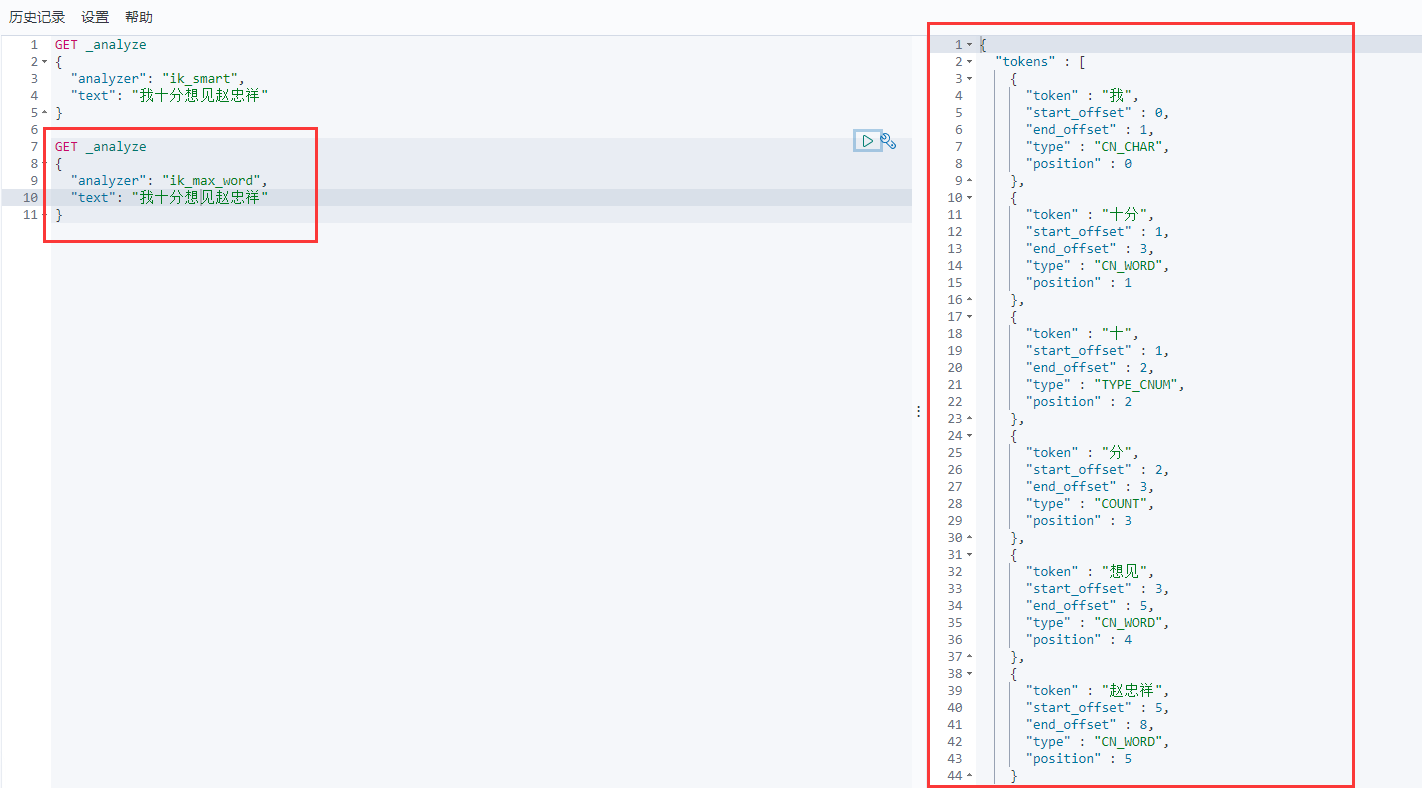 历史记录 设置 帮助
1 GET _analyze
2 {
3 "analyzer": "ik_smart",
4 "text": "我十分想见赵忠祥"
5 }
6
7 GET _analyze
8 {
9 "analyzer": "ik_max_word",
10 "text": "我十分想见赵忠祥"
11 }
1 {
2 "tokens" : [
3 {
4 "token" : "我",
5 "start_offset" : 0,
6 "end_offset" : 1,
7 "type" : "CN_CHAR",
8 "position" : 0
9 },
10 {
11 "token" : "十分",
12 "start_offset" : 1,
13 "end_offset" : 3,
14 "type" : "CN_WORD",
15 "position" : 1
16 },
17 {
18 "token" : "十",
19 "start_offset" : 1,
20 "end_offset" : 2,
21 "type" : "TYPE_CNUM",
22 "position" : 2
23 },
24 {
25 "token" : "分",
26 "start_offset" : 2,
27 "end_offset" : 3,
28 "type" : "COUNT",
29 "position" : 3
30 },
31 {
32 "token" : "想见",
33 "start_offset" : 3,
34 "end_offset" : 5,
35 "type" : "CN_WORD",
36 "position" : 4
37 },
38 {
39 "token" : "赵忠祥",
40 "start_offset" : 5,
41 "end_offset" : 8,
42 "type" : "CN_WORD",
43 "position" : 5
44 }